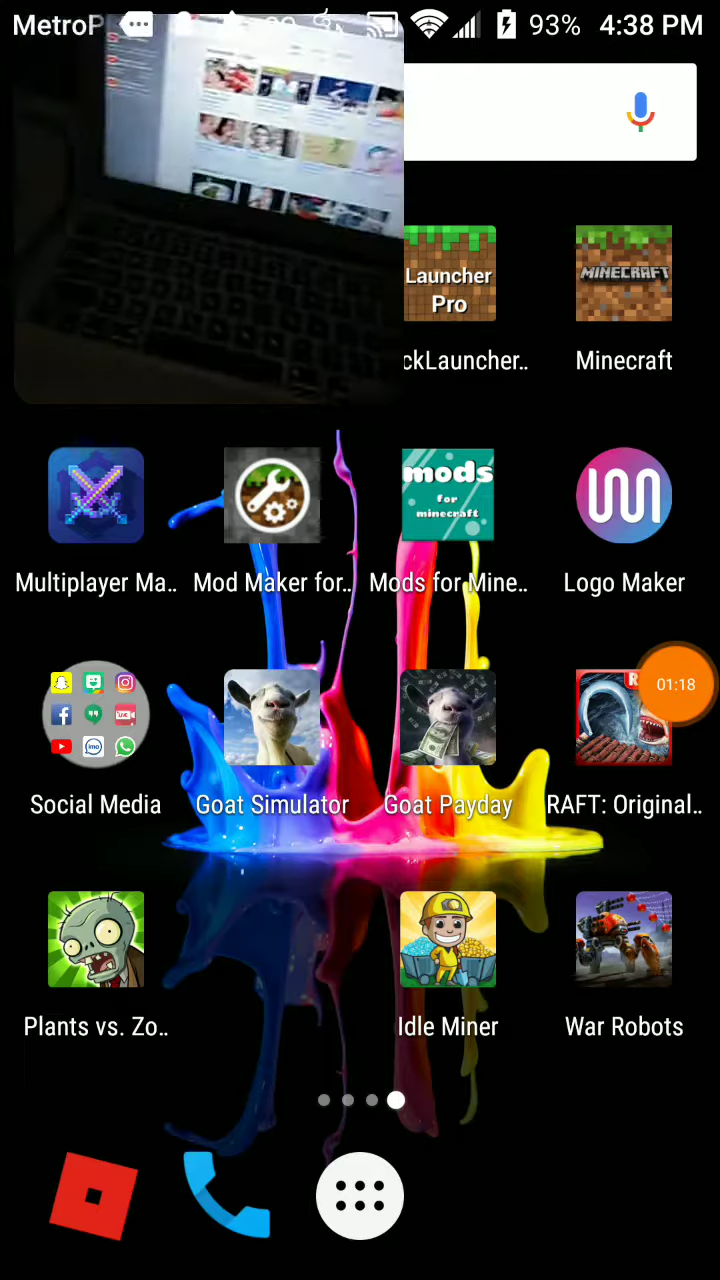 MetroP 93% 4:38 PM
Launcher
Pro
MINECRAFT
ckLauncher..
Minecraft
mods
for
minecraft
Multiplayer Ma..
Mod Maker for..
Mods for Mine..
Logo Maker
R
01:18
Social Media
Goat Simulator
Goat Payday
RAFT: Original..
Plants vs. Zo..
Idle Miner
War Robots